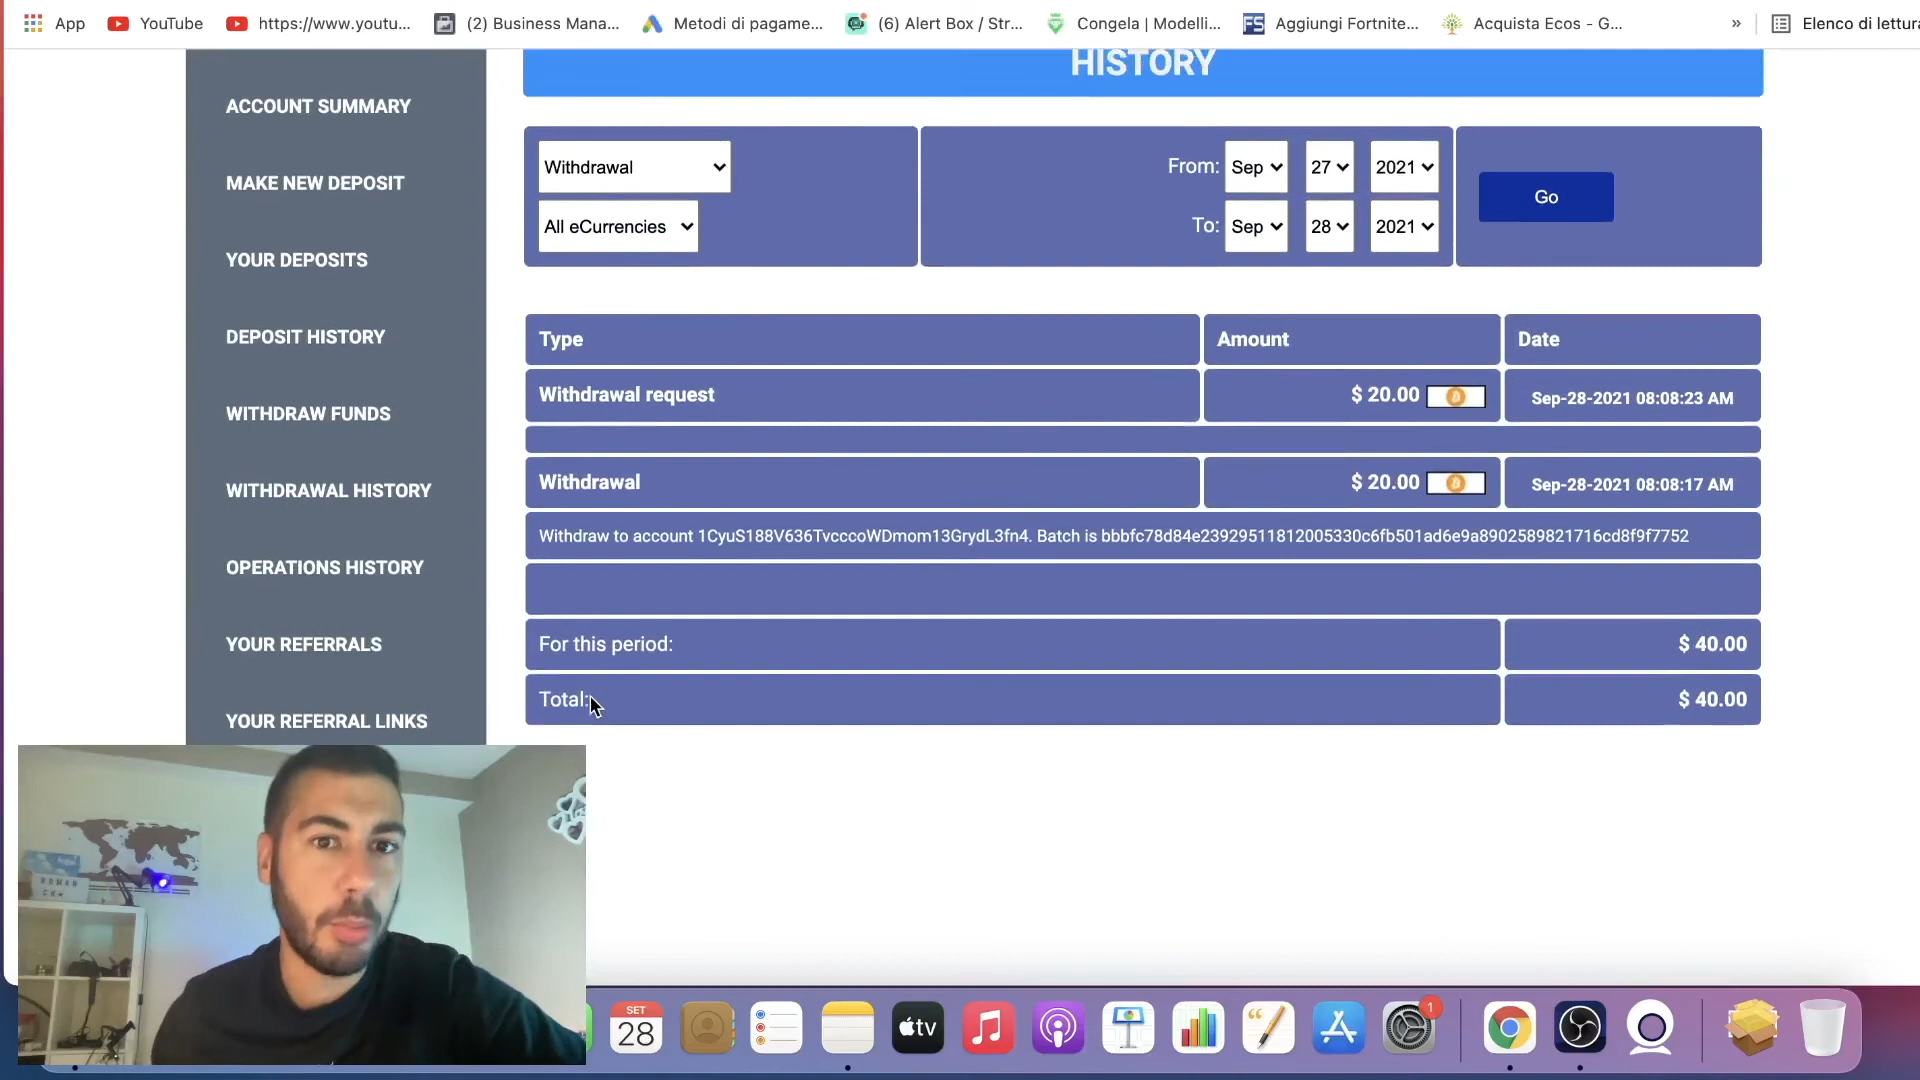 App YouTube https://www.youtu... (2) Business Mana... Metodi di pagame... (6) Alert Box / Str... Congela | Modelli... Aggiungi Fortnite... Acquista Ecos - G... » Elenco di lettura
HISTORY
ACCOUNT SUMMARY
MAKE NEW DEPOSIT
YOUR DEPOSITS
DEPOSIT HISTORY
WITHDRAW FUNDS
WITHDRAWAL HISTORY
OPERATIONS HISTORY
YOUR REFERRALS
YOUR REFERRAL LINKS
Withdrawal From: Sep 27 2021
Go
All eCurrencies To: Sep 28 2021
Type Amount Date
Withdrawal request $ 20.00 Sep-28-2021 08:08:23 AM
Withdrawal $ 20.00 Sep-28-2021 08:08:17 AM
Withdraw to account 1CyuS188V636TvcccoWDmom13GrydL3fn4. Batch is bbbfc78d84e23929511812005330c6fb501ad6e9a8902589821716cd8f9f7752
For this period: $ 40.00
Total: $ 40.00
SET
28
tv
1